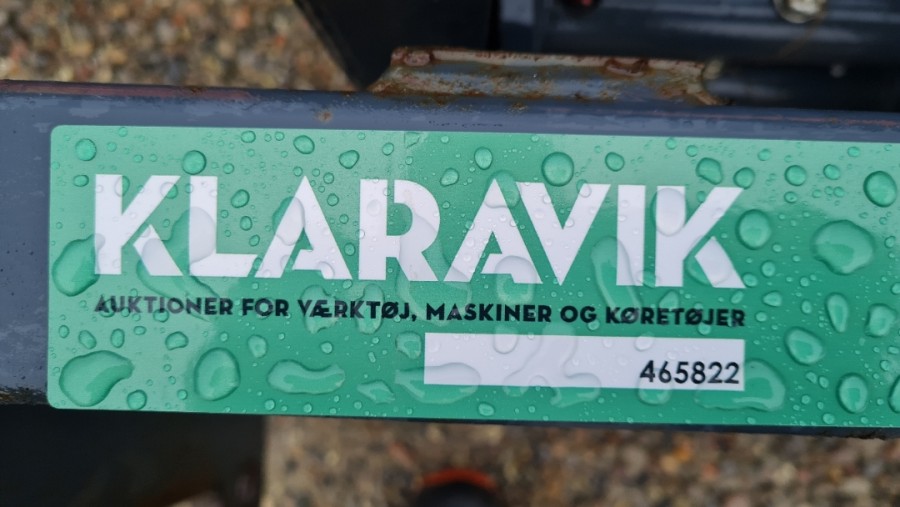 KLARAVIK
AUKTIONER FOR VÆRKTØJ, MASKINER OG KØRETØJER
465822